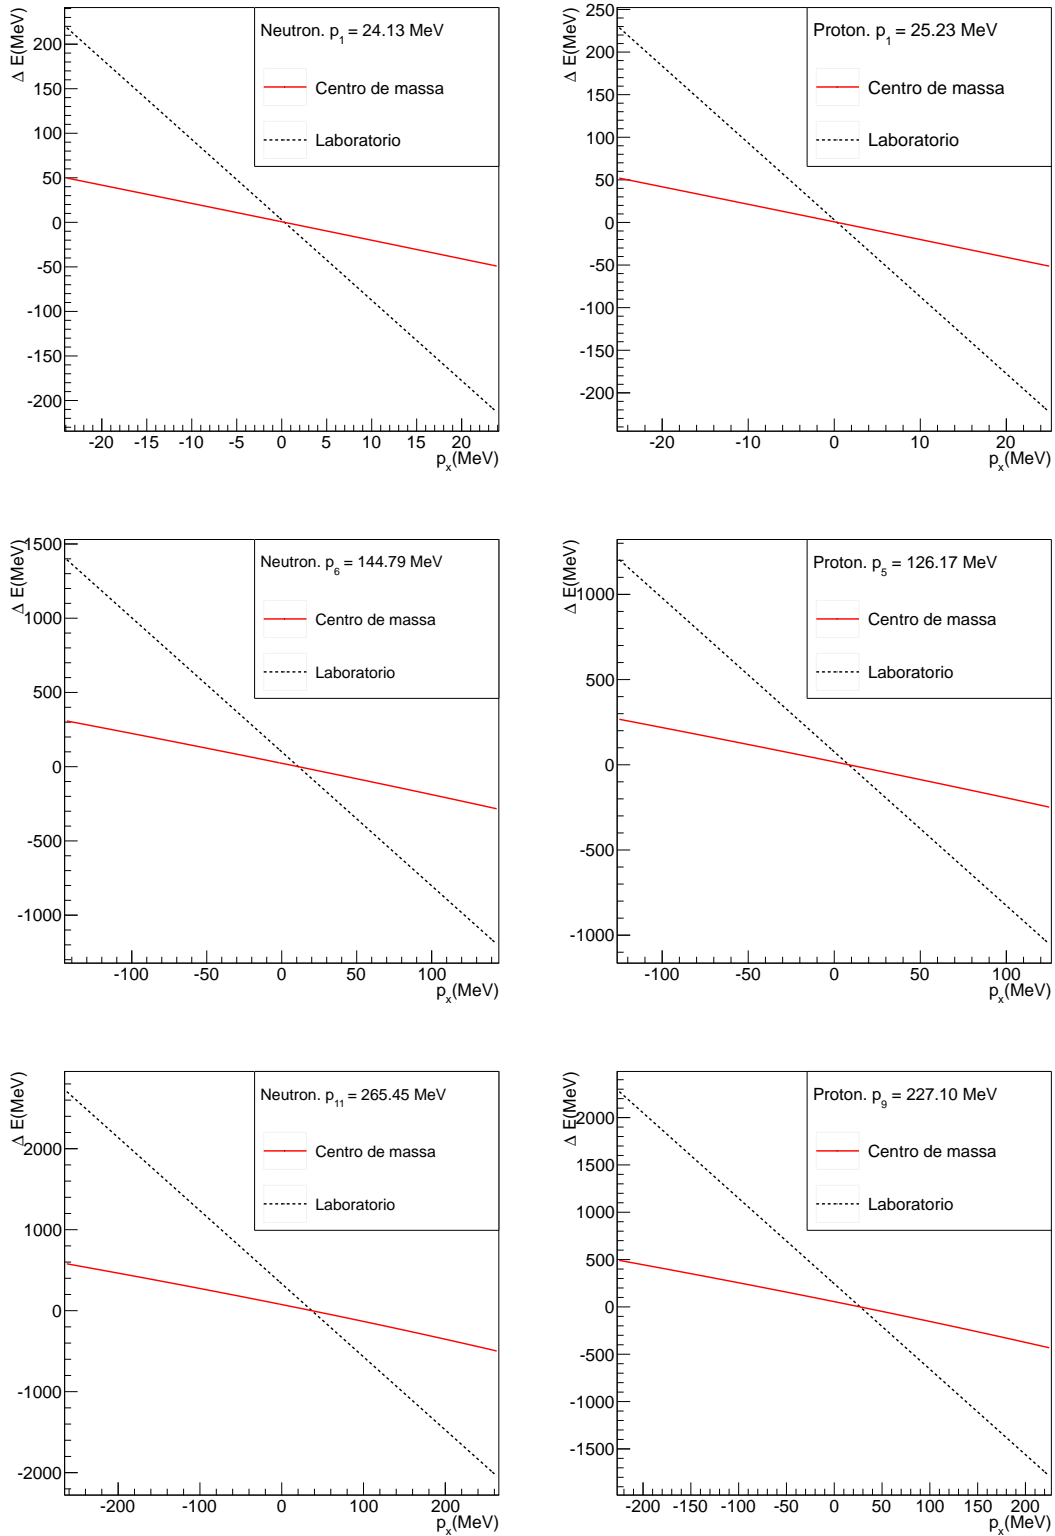 Δ E(MeV)
200
150
100
50
0
-50
-100
-150
-200
Neutron. p1 = 24.13 MeV
Centro de massa
Laboratorio
-20 -15 -10 -5 0 5 10 15 20
px(MeV)
Δ E(MeV)
250
200
150
100
50
0
-50
-100
-150
-200
Proton. p1 = 25.23 MeV
Centro de massa
Laboratorio
-20 -10 0 10 20
px(MeV)
Δ E(MeV)
1500
1000
500
0
-500
-1000
Neutron. p6 = 144.79 MeV
Centro de massa
Laboratorio
-100 -50 0 50 100
px(MeV)
Δ E(MeV)
1000
500
0
-500
-1000
Proton. p5 = 126.17 MeV
Centro de massa
Laboratorio
-100 -50 0 50 100
px(MeV)
Δ E(MeV)
2000
1000
0
-1000
-2000
Neutron. p11 = 265.45 MeV
Centro de massa
Laboratorio
-200 -100 0 100 200
px(MeV)
Δ E(MeV)
2000
1500
1000
500
0
-500
-1000
-1500
Proton. p9 = 227.10 MeV
Centro de massa
Laboratorio
-200 -150 -100 -50 0 50 100 150 200
px(MeV)